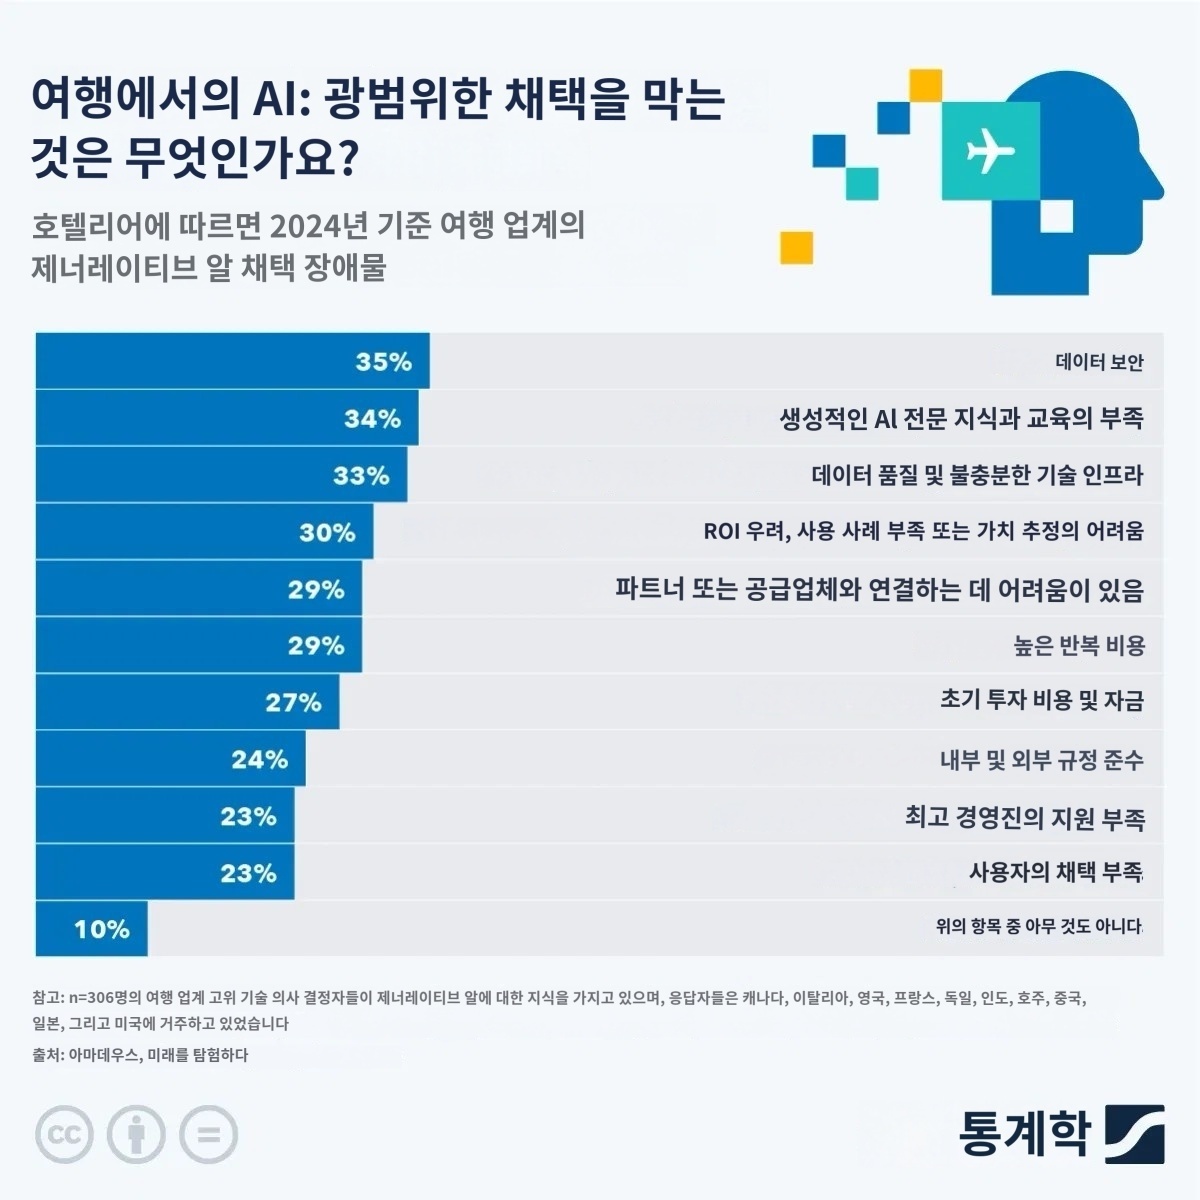 여행에서의 AI: 광범위한 채택을 막는
것은 무엇인가요?
호텔리어에 따르면 2024년 기준 여행 업계의
제너레이티브 알 채택 장애물
35% 데이터 보안
34% 생성적인 Al 전문 지식과 교육의 부족
33% 데이터 품질 및 불충분한 기술 인프라
30% ROI 우려, 사용 사례 부족 또는 가치 추정의 어려움
29% 파트너 또는 공급업체와 연결하는 데 어려움이 있음
29% 높은 반복 비용
27% 초기 투자 비용 및 자금
24% 내부 및 외부 규정 준수
23% 최고 경영진의 지원 부족
23% 사용자의 채택 부족
10% 위의 항목 중 아무 것도 아니다.
참고: n=306명의 여행 업계 고위 기술 의사 결정자들이 제너레이티브 알에 대한 지식을 가지고 있으며, 응답자들은 캐나다, 이탈리아, 영국, 프랑스, 독일, 인도, 호주, 중국,
일본, 그리고 미국에 거주하고 있었습니다
출처: 아마데우스, 미래를 탐험하다
cc
통계학